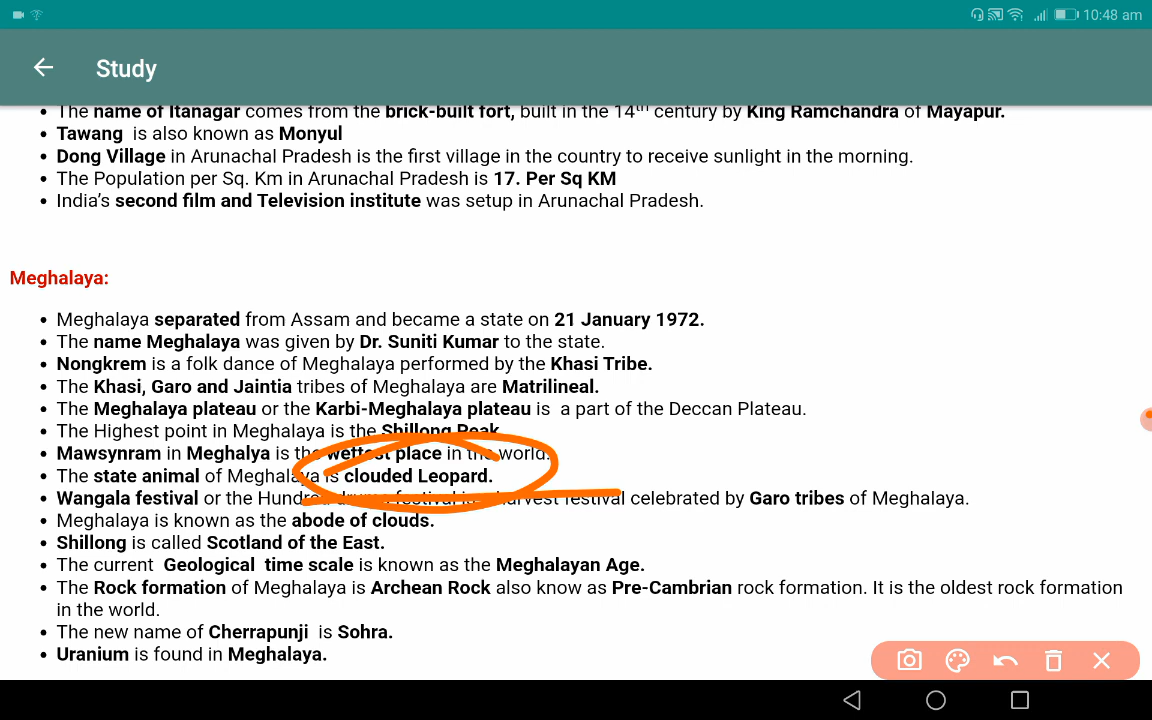 10:48 am
Study
• The name of Itanagar comes from the brick-built fort, built in the 14th century by King Ramchandra of Mayapur.
• Tawang is also known as Monyul
• Dong Village in Arunachal Pradesh is the first village in the country to receive sunlight in the morning.
• The Population per Sq. Km in Arunachal Pradesh is 17. Per Sq KM
• India's second film and Television institute was setup in Arunachal Pradesh.
Meghalaya:
• Meghalaya separated from Assam and became a state on 21 January 1972.
• The name Meghalaya was given by Dr. Suniti Kumar to the state.
• Nongkrem is a folk dance of Meghalaya performed by the Khasi Tribe.
• The Khasi, Garo and Jaintia tribes of Meghalaya are Matrilineal.
• The Meghalaya plateau or the Karbi-Meghalaya plateau is a part of the Deccan Plateau.
• The Highest point in Meghalaya is the Shillong Peak
• Mawsynram in Meghalya is the wettest place in the world.
• The state animal of Meghalaya is clouded Leopard.
• Wangala festival or the Hundred drums festival is harvest festival celebrated by Garo tribes of Meghalaya.
• Meghalaya is known as the abode of clouds.
• Shillong is called Scotland of the East.
• The current Geological time scale is known as the Meghalayan Age.
• The Rock formation of Meghalaya is Archean Rock also know as Pre-Cambrian rock formation. It is the oldest rock formation
in the world.
• The new name of Cherrapunji is Sohra.
• Uranium is found in Meghalaya.